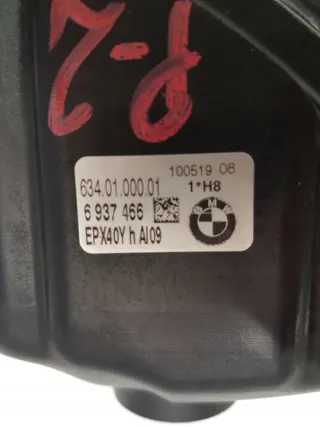 P-2
100519 08
634.01.000.01
1*H8
6 937 466
BMW
EPX40Y h AI09